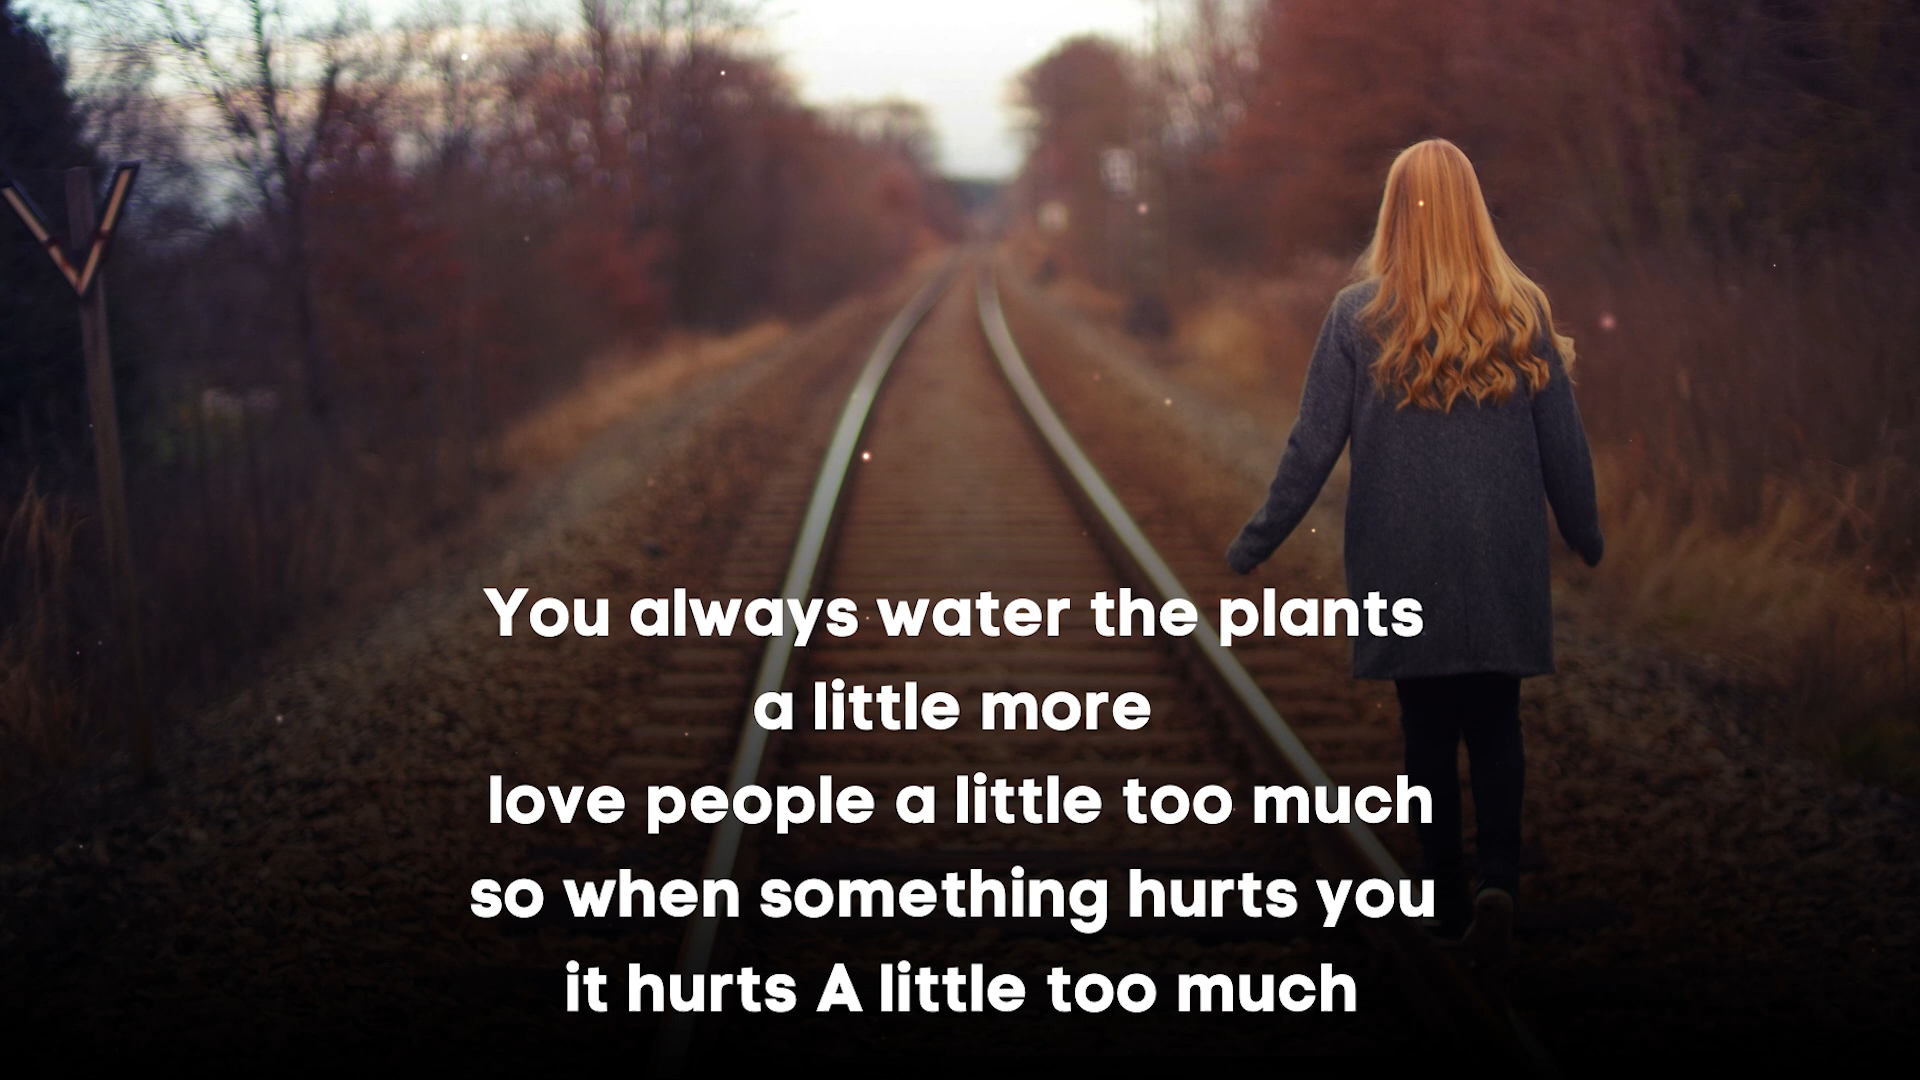 You always water the plants
a little more
love people a little too much
so when something hurts you
it hurts A little too much